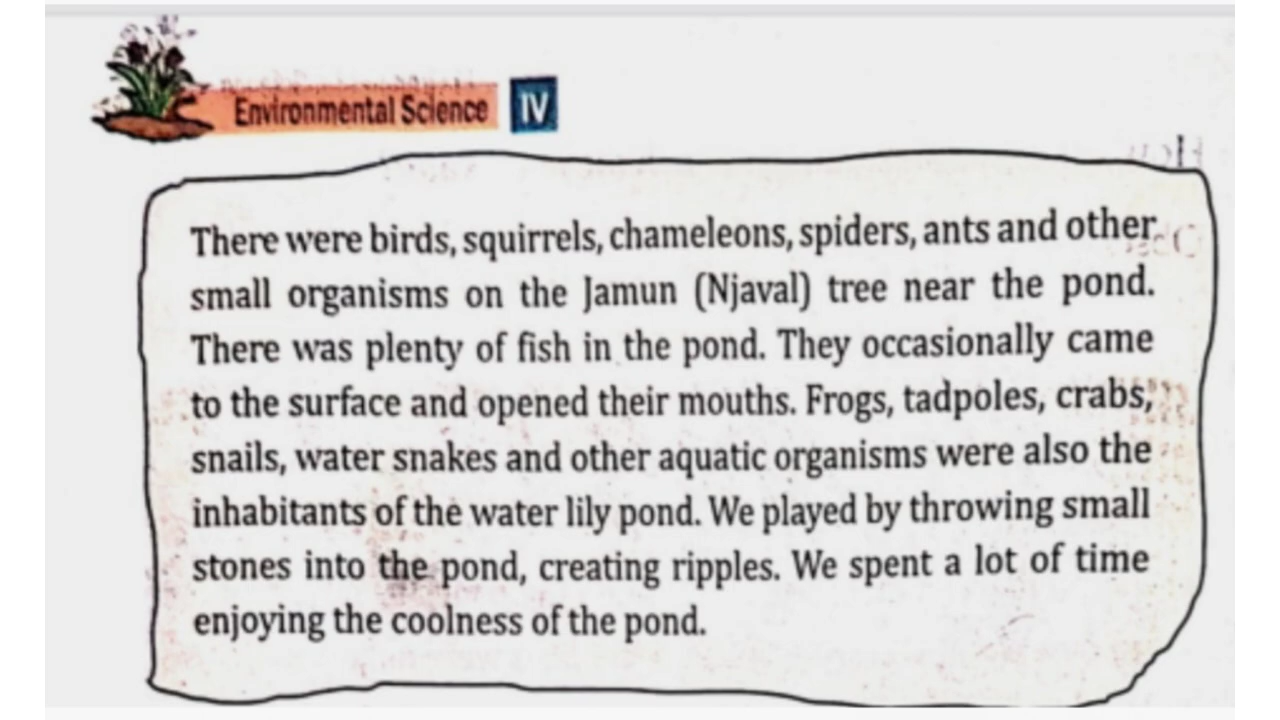 Environmental Science IV
There were birds, squirrels, chameleons, spiders, ants and other
small organisms on the Jamun (Njaval) tree near the pond.
There was plenty of fish in the pond. They occasionally came
to the surface and opened their mouths. Frogs, tadpoles, crabs,
snails, water snakes and other aquatic organisms were also the
inhabitants of the water lily pond. We played by throwing small
stones into the pond, creating ripples. We spent a lot of time
enjoying the coolness of the pond.